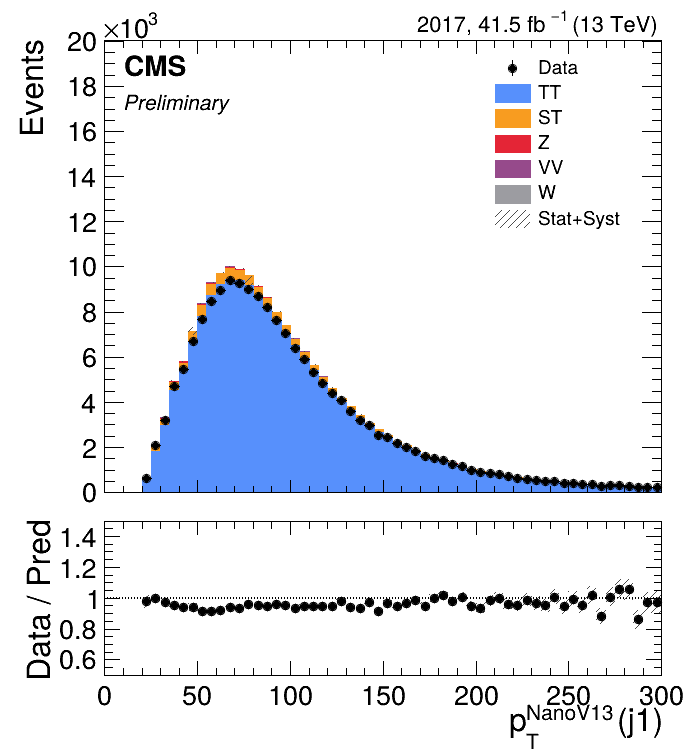 ×10³
2017, 41.5 fb⁻¹ (13 TeV)
Events
20
18
16
14
12
10
8
6
4
2
0
CMS
Preliminary
Data
TT
ST
Z
VV
W
Stat+Syst
Data / Pred
1.4
1.2
1
0.8
0.6
0 50 100 150 200 250 300
p_T^NanoV13(j1)